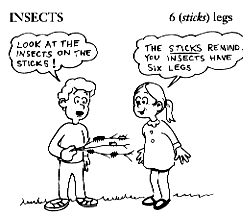 INSECTS
6 (sticks) legs
LOOK AT THE
INSECTS ON
THE
STICKS!
THE STICKS REMIND
YOU INSECTS HAVE
SIX LEGS